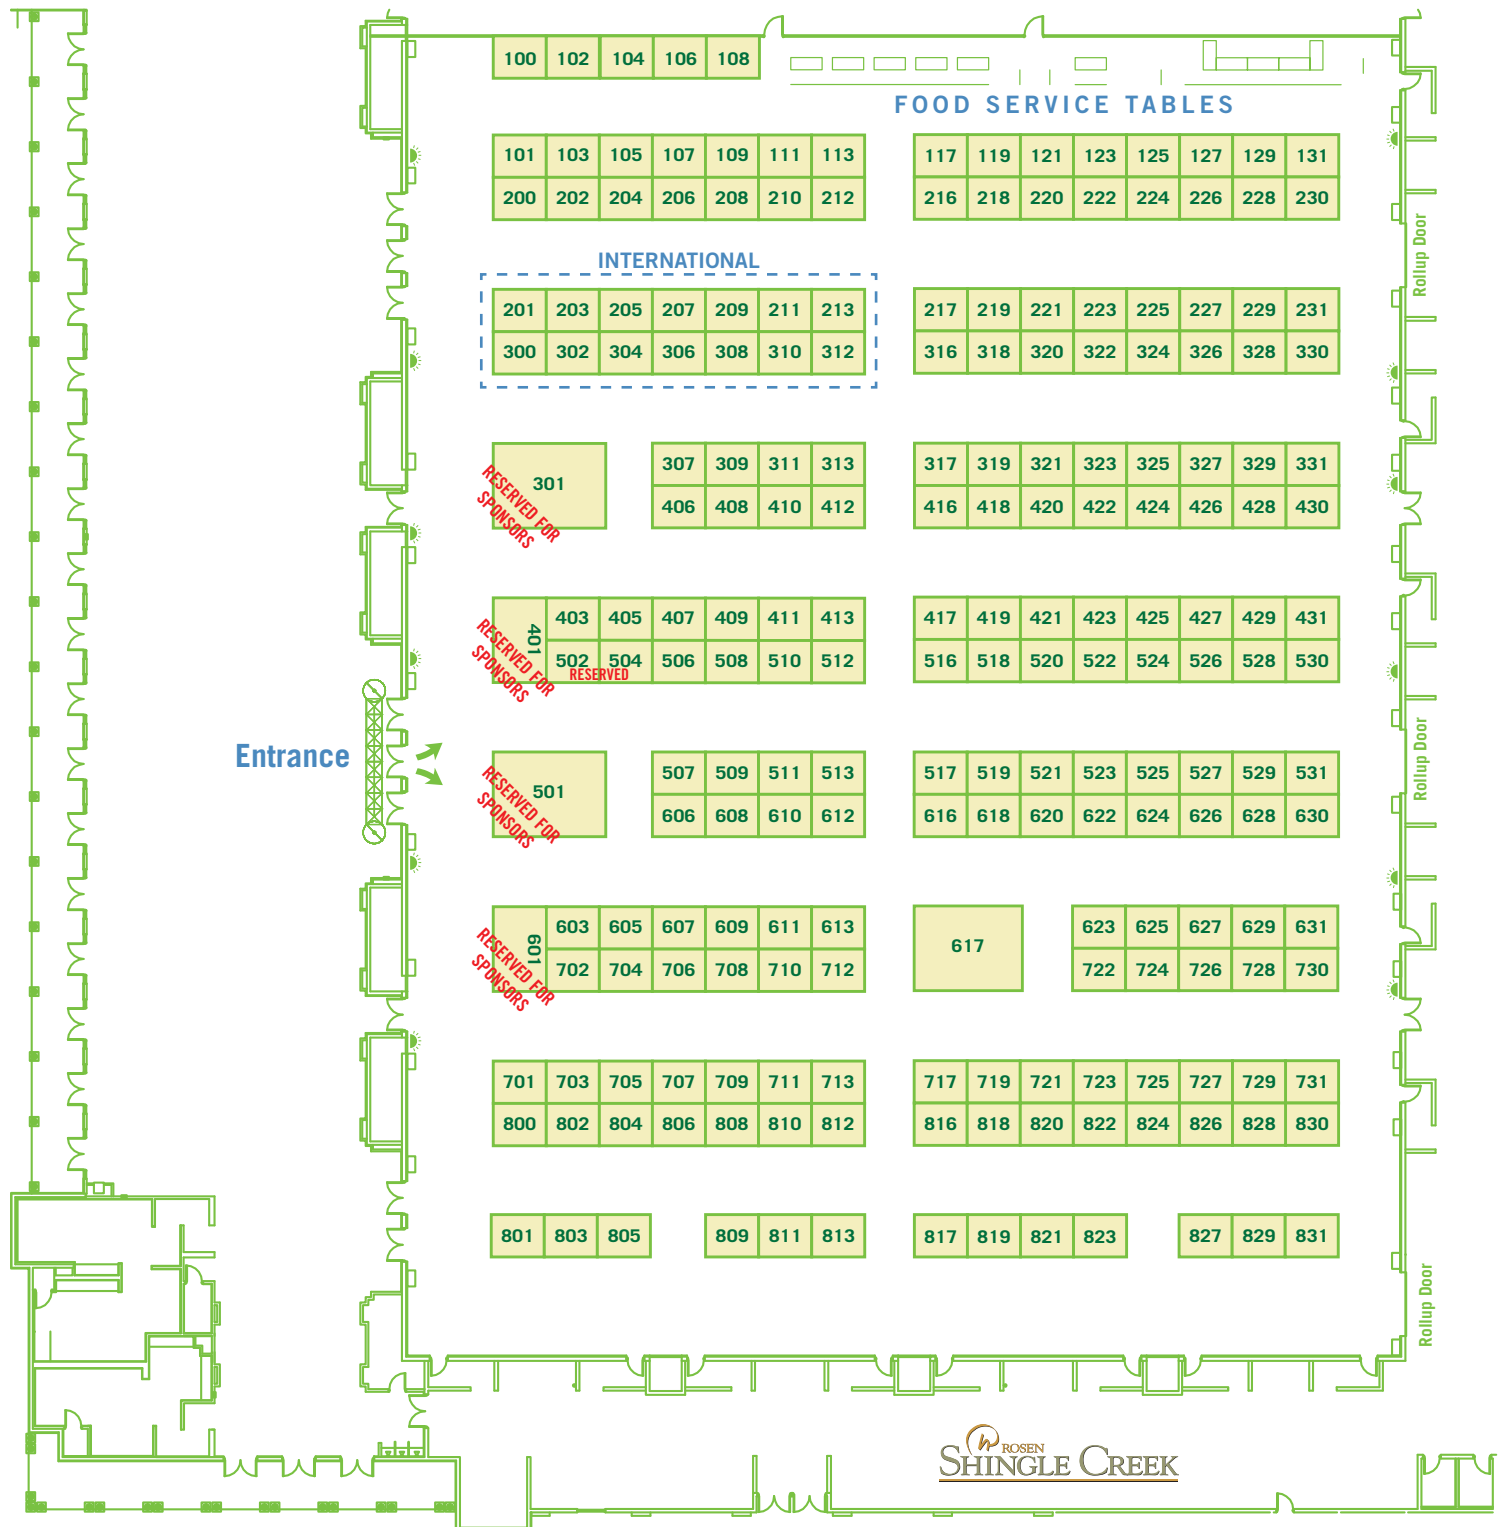 100 102 104 106 108
FOOD SERVICE TABLES
101 103 105 107 109 111 113 117 119 121 123 125 127 129 131
200 202 204 206 208 210 212 216 218 220 222 224 226 228 230
Rollup Door
INTERNATIONAL
201 203 205 207 209 211 213 217 219 221 223 225 227 229 231
300 302 304 306 308 310 312 316 318 320 322 324 326 328 330
301
RESERVED FOR
SPONSORS
307 309 311 313 317 319 321 323 325 327 329 331
406 408 410 412 416 418 420 422 424 426 428 430
401
RESERVED FOR
SPONSORS
403 405 407 409 411 413 417 419 421 423 425 427 429 431
502 504 506 508 510 512 516 518 520 522 524 526 528 530
RESERVED
Entrance
Rollup Door
501
RESERVED FOR
SPONSORS
507 509 511 513 517 519 521 523 525 527 529 531
606 608 610 612 616 618 620 622 624 626 628 630
601
RESERVED FOR
SPONSORS
603 605 607 609 611 613 617 623 625 627 629 631
702 704 706 708 710 712 722 724 726 728 730
701 703 705 707 709 711 713 717 719 721 723 725 727 729 731
800 802 804 806 808 810 812 816 818 820 822 824 826 828 830
801 803 805 809 811 813 817 819 821 823 827 829 831
Rollup Door
ROSEN
SHINGLE CREEK